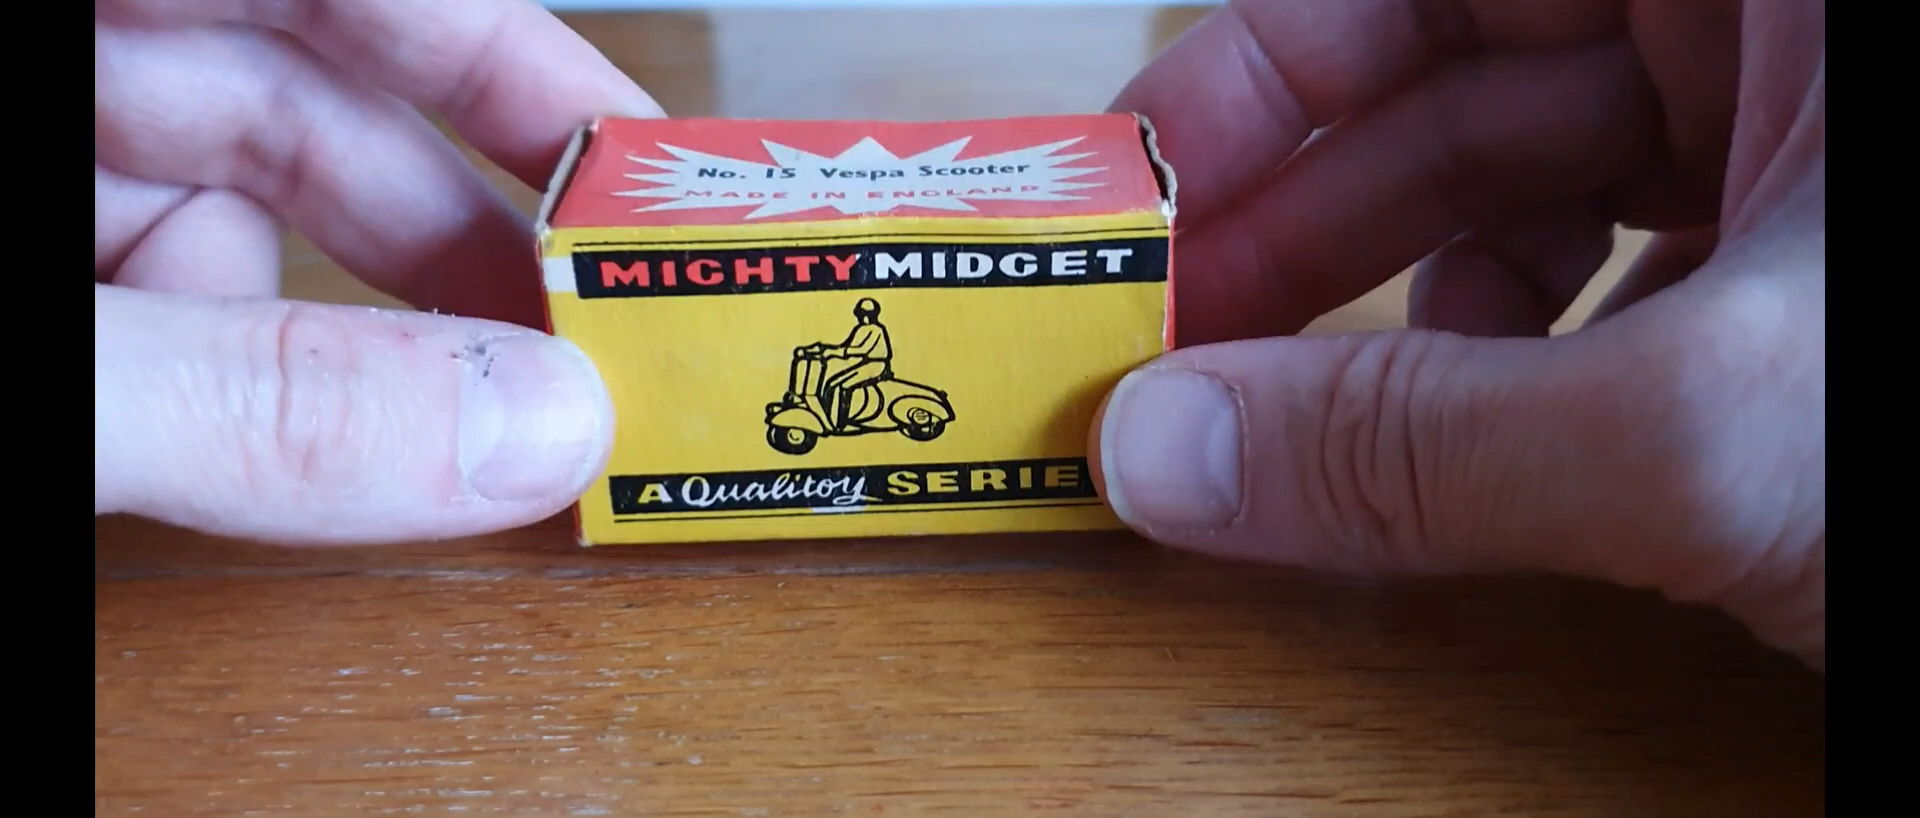 No. 15 Vespa Scooter
MADE IN ENGLAND
MIGHTY MIDGET
A Qualitoy SERIE